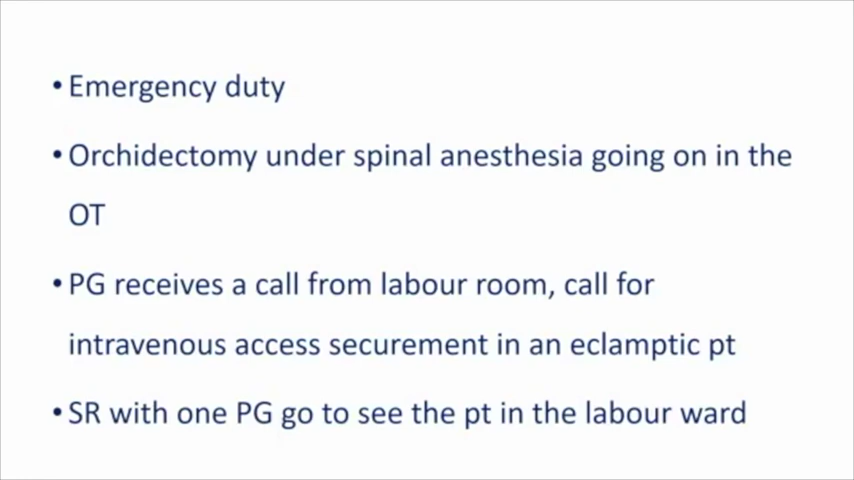 • Emergency duty
• Orchidectomy under spinal anesthesia going on in the
OT
• PG receives a call from labour room, call for
intravenous access securement in an eclamptic pt
• SR with one PG go to see the pt in the labour ward